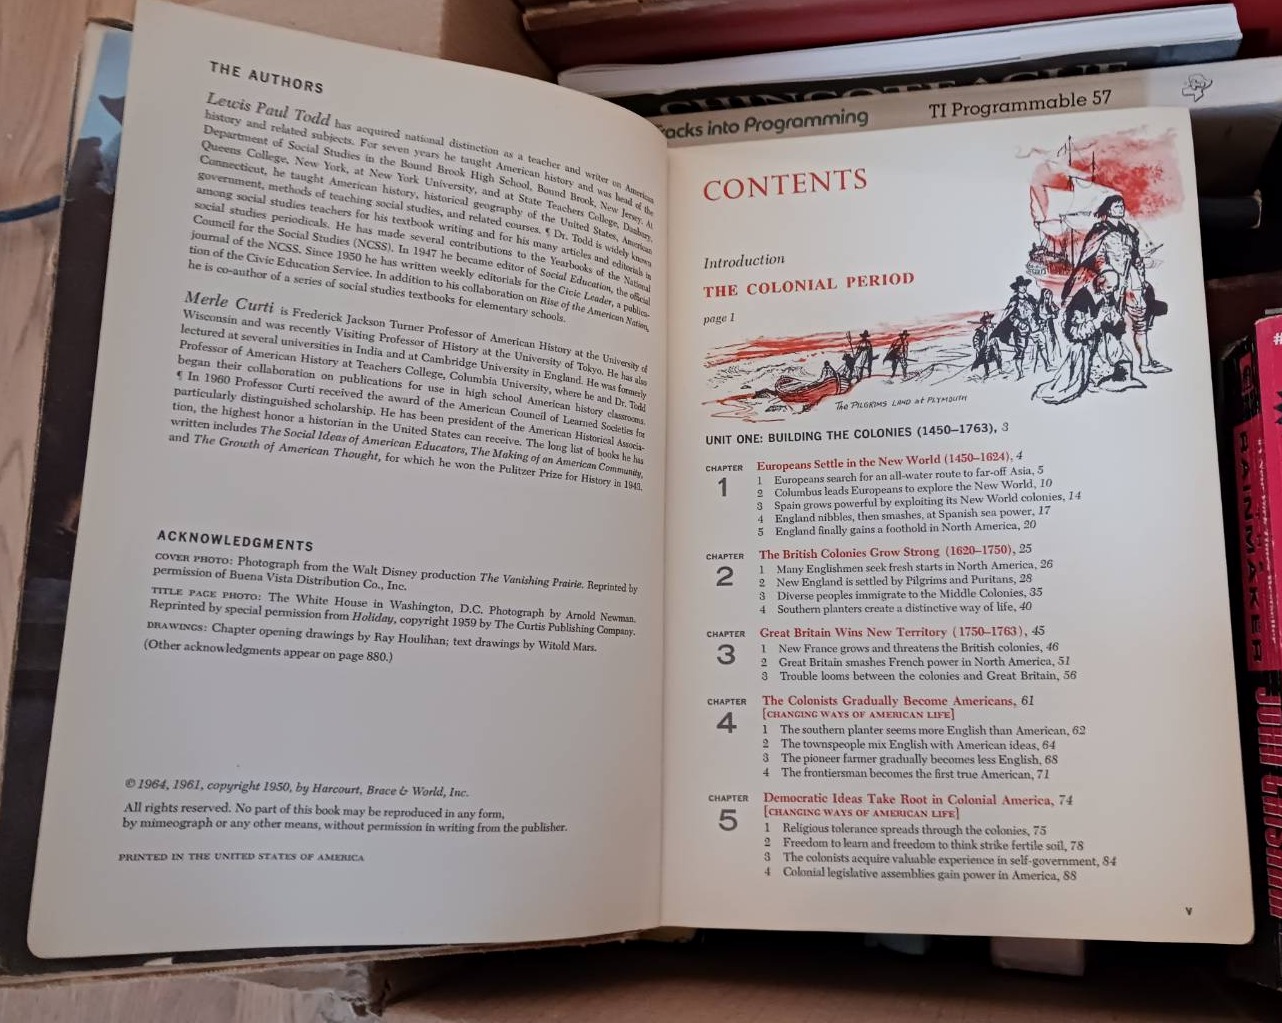 THE AUTHORS
Lewis Paul Todd has acquired national distinction as a teacher and writer on American
history and related subjects. For seven years he taught American history and was head of the
Department of Social Studies in the Bound Brook High School, Bound Brook, New Jersey. At
Queens College, New York, at New York University, and at State Teachers College, Danbury,
Connecticut, he taught American history, historical geography of the United States, American
government, methods of teaching social studies, and related courses. ¶ Dr. Todd is widely known
among social studies teachers for his textbook writing and for his many articles and editorials in
social studies periodicals. He has made several contributions to the Yearbooks of the National
Council for the Social Studies (NCSS). In 1947 he became editor of Social Education, the official
journal of the NCSS. Since 1950 he has written weekly editorials for the Civic Leader, a publica-
tion of the Civic Education Service. In addition to his collaboration on Rise of the American Nation,
he is co-author of a series of social studies textbooks for elementary schools.
Merle Curti is Frederick Jackson Turner Professor of American History at the University of
Wisconsin and was recently Visiting Professor of History at the University of Tokyo. He has also
lectured at several universities in India and at Cambridge University in England. He was formerly
Professor of American History at Teachers College, Columbia University, where he and Dr. Todd
began their collaboration on publications for use in high school American history classrooms.
¶ In 1960 Professor Curti received the award of the American Council of Learned Societies for
particularly distinguished scholarship. He has been president of the American Historical Associa-
tion, the highest honor a historian in the United States can receive. The long list of books he has
written includes The Social Ideas of American Educators, The Making of an American Community,
and The Growth of American Thought, for which he won the Pulitzer Prize for History in 1943.
ACKNOWLEDGMENTS
COVER PHOTO: Photograph from the Walt Disney production The Vanishing Prairie. Reprinted by
permission of Buena Vista Distribution Co., Inc.
TITLE PAGE PHOTO: The White House in Washington, D.C. Photograph by Arnold Newman.
Reprinted by special permission from Holiday, copyright 1959 by The Curtis Publishing Company.
DRAWINGS: Chapter opening drawings by Ray Houlihan; text drawings by Witold Mars.
(Other acknowledgments appear on page 880.)
© 1964, 1961, copyright 1950, by Harcourt, Brace & World, Inc.
All rights reserved. No part of this book may be reproduced in any form,
by mimeograph or any other means, without permission in writing from the publisher.
PRINTED IN THE UNITED STATES OF AMERICA
CHINCOTEAGUE
Tracks into Programming
TI Programmable 57
CONTENTS
Introduction
THE COLONIAL PERIOD
page 1
The PILGRIMS LAND at PLYMOUTH
UNIT ONE: BUILDING THE COLONIES (1450–1763), 3
CHAPTER 1
Europeans Settle in the New World (1450–1624), 4
1 Europeans search for an all-water route to far-off Asia, 5
2 Columbus leads Europeans to explore the New World, 10
3 Spain grows powerful by exploiting its New World colonies, 14
4 England nibbles, then smashes, at Spanish sea power, 17
5 England finally gains a foothold in North America, 20
CHAPTER 2
The British Colonies Grow Strong (1620–1750), 25
1 Many Englishmen seek fresh starts in North America, 26
2 New England is settled by Pilgrims and Puritans, 28
3 Diverse peoples immigrate to the Middle Colonies, 35
4 Southern planters create a distinctive way of life, 40
CHAPTER 3
Great Britain Wins New Territory (1750–1763), 45
1 New France grows and threatens the British colonies, 46
2 Great Britain smashes French power in North America, 51
3 Trouble looms between the colonies and Great Britain, 56
CHAPTER 4
The Colonists Gradually Become Americans, 61
[CHANGING WAYS OF AMERICAN LIFE]
1 The southern planter seems more English than American, 62
2 The townspeople mix English with American ideas, 64
3 The pioneer farmer gradually becomes less English, 68
4 The frontiersman becomes the first true American, 71
CHAPTER 5
Democratic Ideas Take Root in Colonial America, 74
[CHANGING WAYS OF AMERICAN LIFE]
1 Religious tolerance spreads through the colonies, 75
2 Freedom to learn and freedom to think strike fertile soil, 78
3 The colonists acquire valuable experience in self-government, 84
4 Colonial legislative assemblies gain power in America, 88
V
RAINMAKER
JOHN GRISHAM